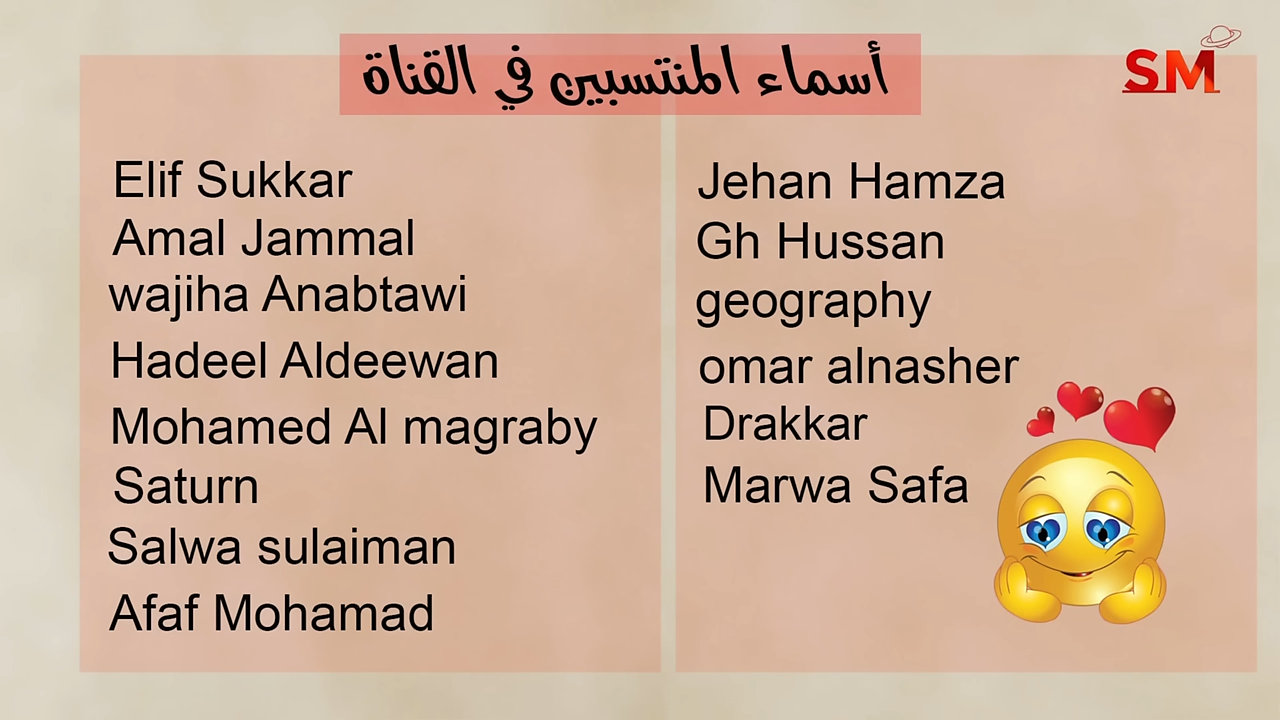 أسماء المنتسبين في القناة
SM
Elif Sukkar
Amal Jammal
wajiha Anabtawi
Hadeel Aldeewan
Mohamed Al magraby
Saturn
Salwa sulaiman
Afaf Mohamad
Jehan Hamza
Gh Hussan
geography
omar alnasher
Drakkar
Marwa Safa